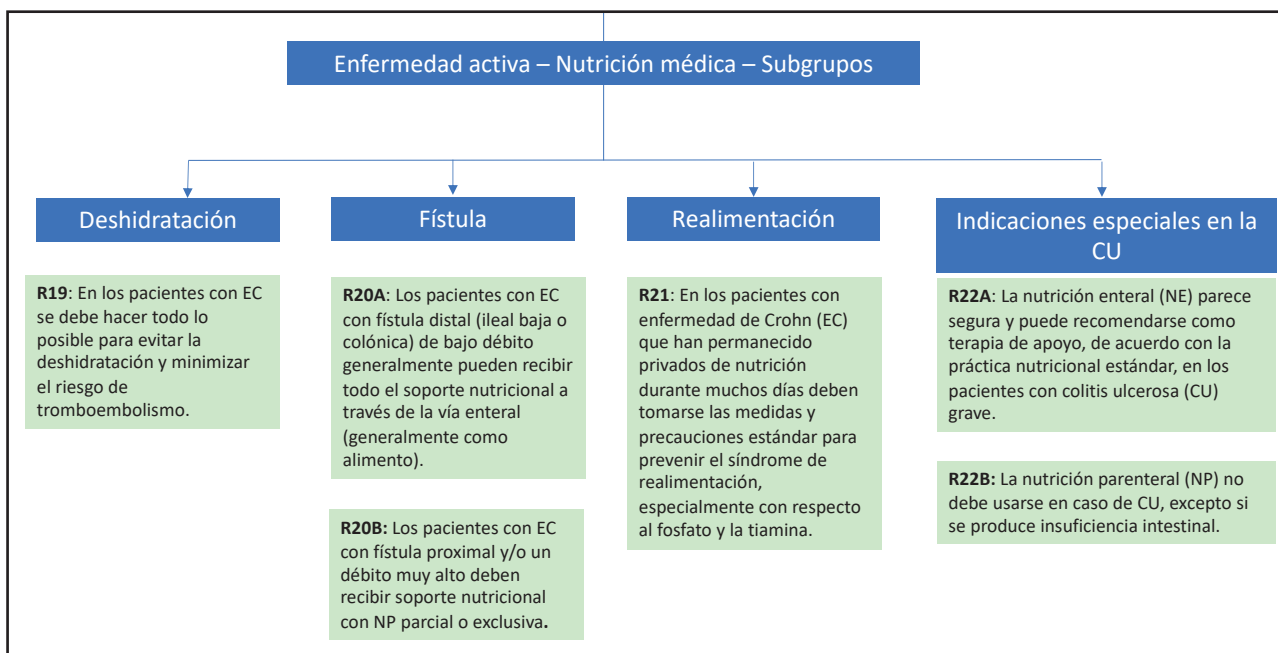 Enfermedad activa – Nutrición médica – Subgrupos
Deshidratación
R19: En los pacientes con EC
se debe hacer todo lo
posible para evitar la
deshidratación y minimizar
el riesgo de
tromboembolismo.
Fístula
R20A: Los pacientes con EC
con fístula distal (ileal baja o
colónica) de bajo débito
generalmente pueden recibir
todo el soporte nutricional a
través de la vía enteral
(generalmente como
alimento).
R20B: Los pacientes con EC
con fístula proximal y/o un
débito muy alto deben
recibir soporte nutricional
con NP parcial o exclusiva.
Realimentación
R21: En los pacientes con
enfermedad de Crohn (EC)
que han permanecido
privados de nutrición
durante muchos días deben
tomarse las medidas y
precauciones estándar para
prevenir el síndrome de
realimentación,
especialmente con respecto
al fosfato y la tiamina.
Indicaciones especiales en la
CU
R22A: La nutrición enteral (NE) parece
segura y puede recomendarse como
terapia de apoyo, de acuerdo con la
práctica nutricional estándar, en los
pacientes con colitis ulcerosa (CU)
grave.
R22B: La nutrición parenteral (NP) no
debe usarse en caso de CU, excepto si
se produce insuficiencia intestinal.